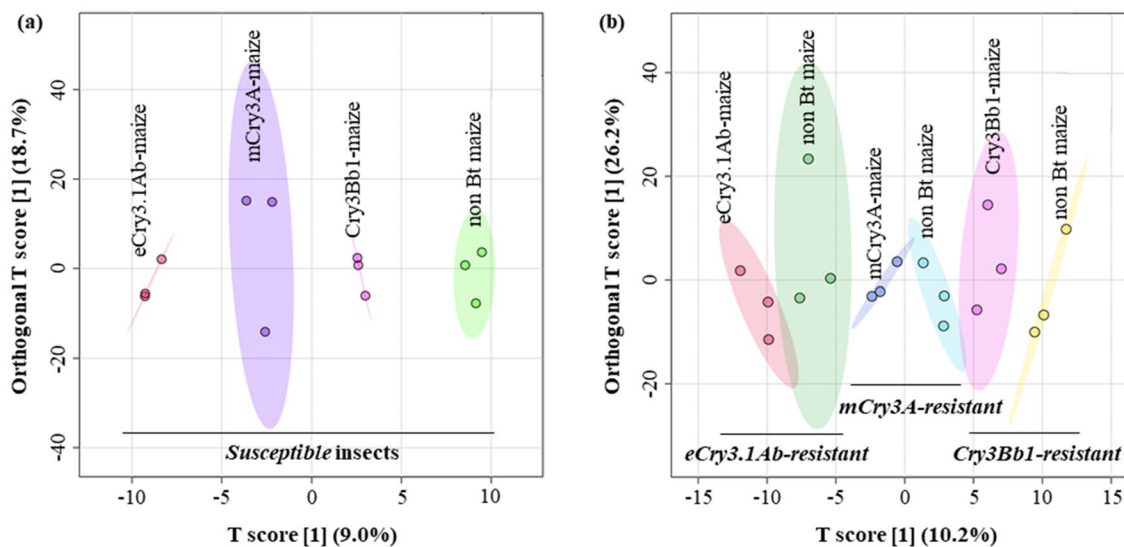 (a)
Orthogonal T score [1] (18.7%)
40
20
0
-20
-40
eCry3.1Ab-maize
mCry3A-maize
Cry3Bb1-maize
non Bt maize
Susceptible insects
-10
-5
0
5
10
T score [1] (9.0%)
(b)
Orthogonal T score [1] (26.2%)
40
20
0
-20
eCry3.1Ab-maize
non Bt maize
mCry3A-maize
non Bt maize
Cry3Bb1-maize
non Bt maize
mCry3A-resistant
eCry3.1Ab-resistant
Cry3Bb1-resistant
-15
-10
-5
0
5
10
15
T score [1] (10.2%)